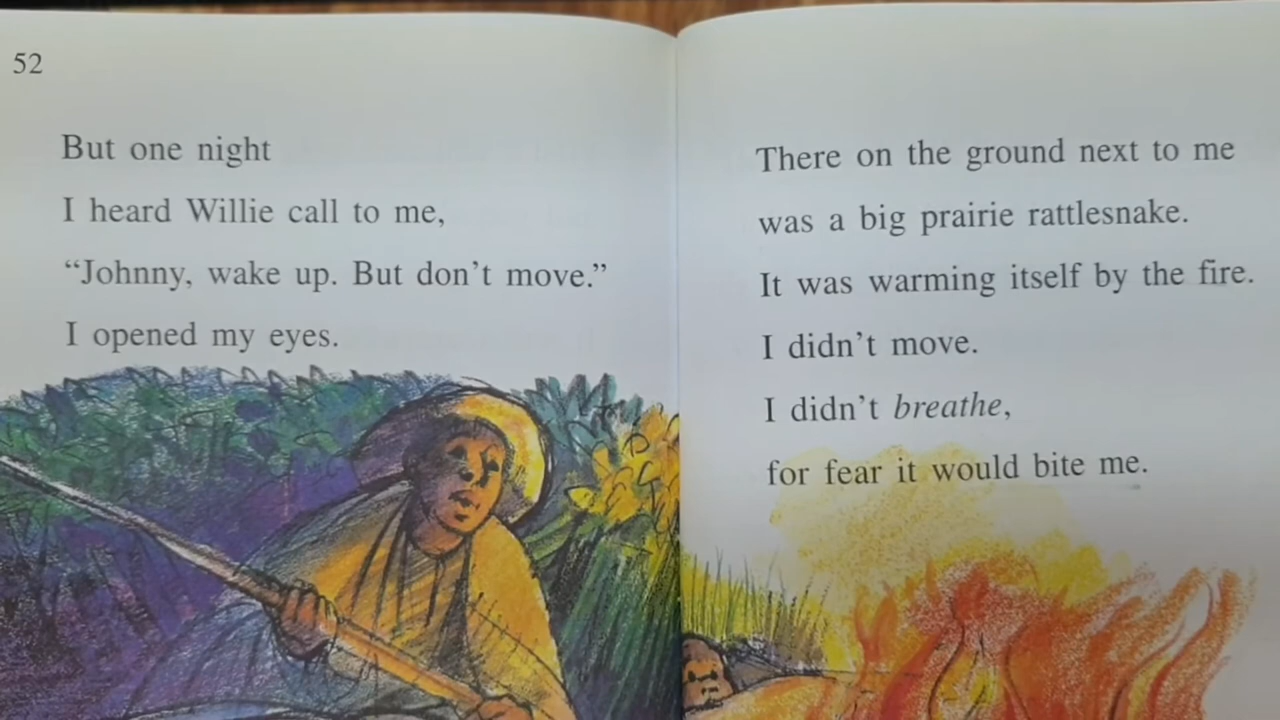 52
But one night
I heard Willie call to me,
“Johnny, wake up. But don’t move.”
I opened my eyes.
There on the ground next to me
was a big prairie rattlesnake.
It was warming itself by the fire.
I didn’t move.
I didn’t breathe,
for fear it would bite me.